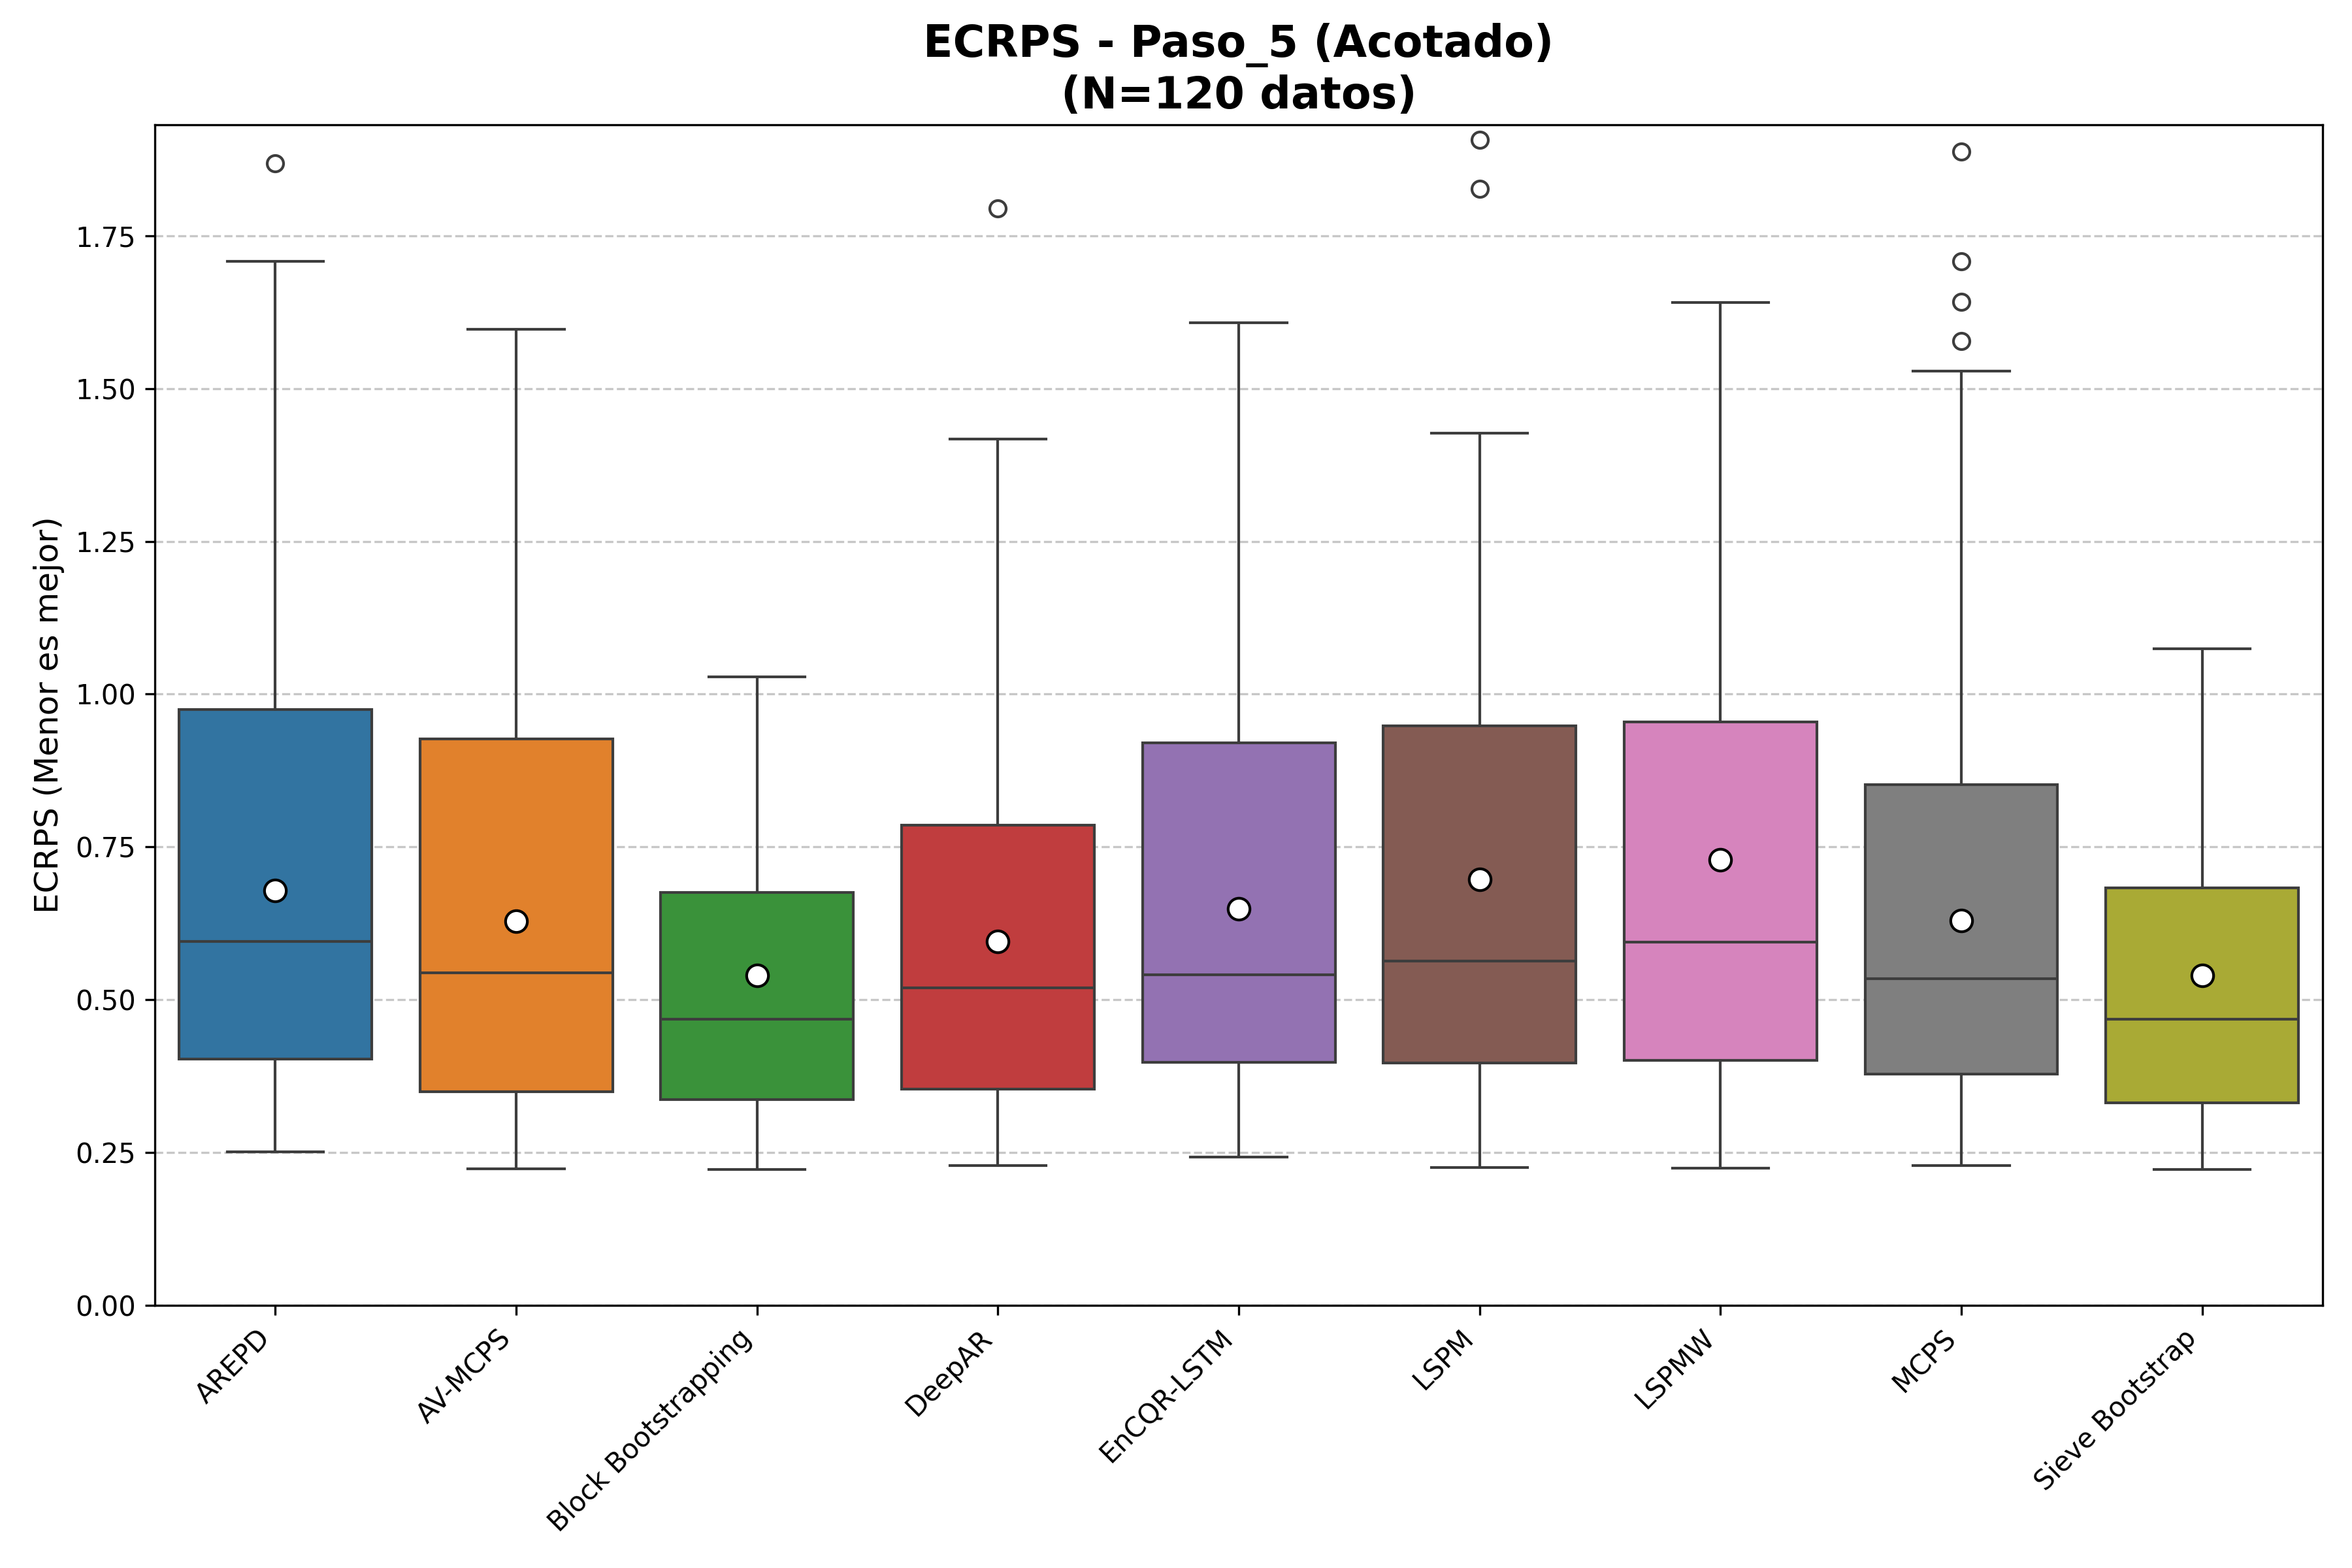 ECRPS - Paso_5 (Acotado)
(N=120 datos)
ECRPS (Menor es mejor)
1.75
1.50
1.25
1.00
0.75
0.50
0.25
0.00
AREPD
AV-MCPS
Block Bootstrapping
DeepAR
EnCQR-LSTM
LSPM
LSPMW
MCPS
Sieve Bootstrap